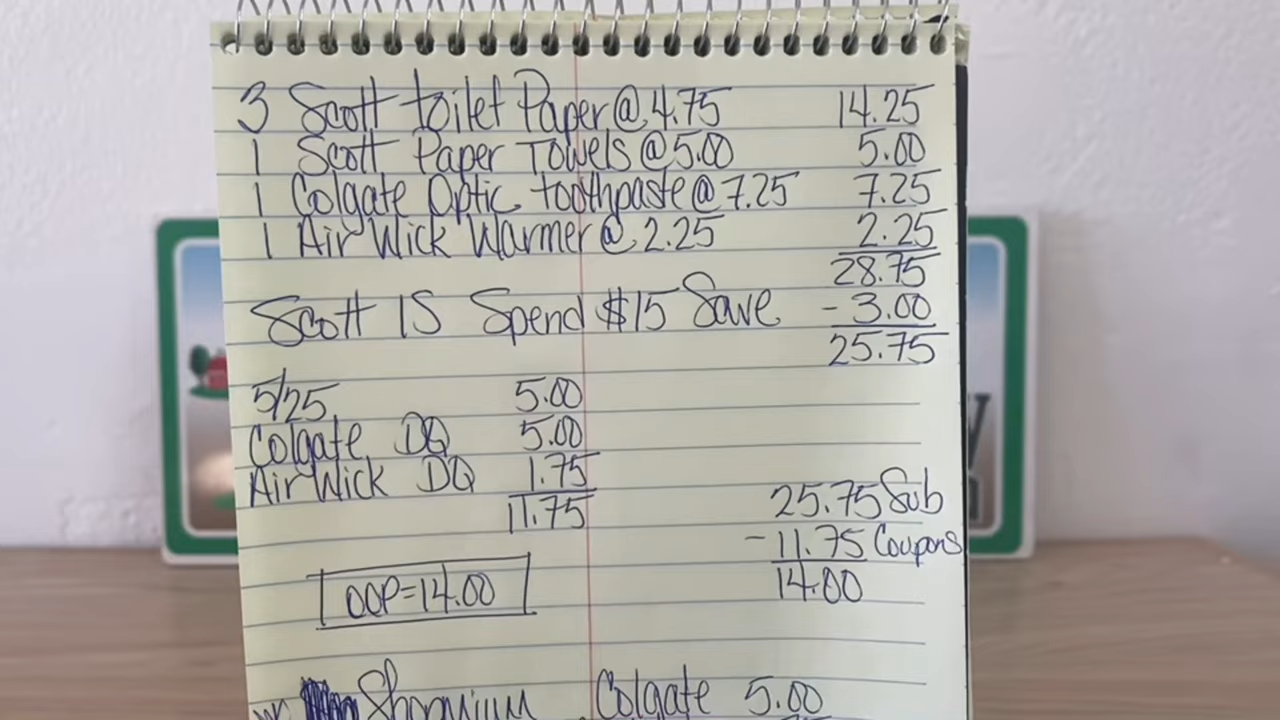 3 Scott toilet Paper @ 4.75 14.25
1 Scott Paper Towels @ 5.00 5.00
1 Colgate Optic toothpaste @ 7.25 7.25
1 Air Wick Warmer @ 2.25 2.25
28.75
Scott IS Spend $15 Save - 3.00
25.75
5/25 5.00
Colgate DQ 5.00
Air Wick DQ 1.75
11.75
25.75 Sub
- 11.75 Coupons
14.00
OOP=14.00
Shopmium Colgate 5.00